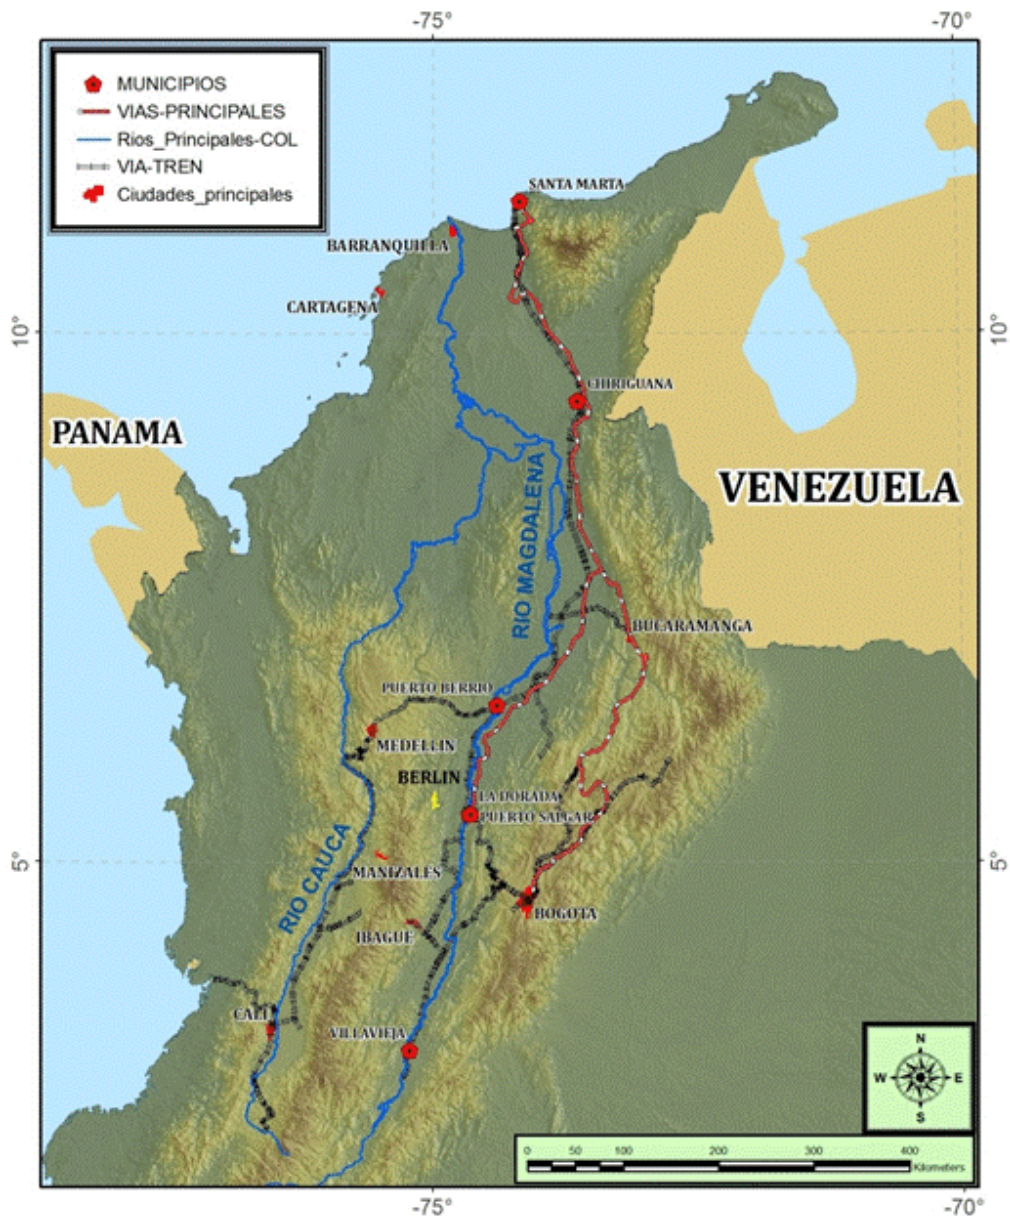 -75°
-70°
MUNICIPIOS
VIAS-PRINCIPALES
Rios_Principales-COL
VIA-TREN
Ciudades_principales
SANTA MARTA
BARRANQUILLA
CARTAGENA
10°
10°
CHIRIGUANA
PANAMA
VENEZUELA
RIO MAGDALENA
BUCARAMANGA
PUERTO BERRIO
MEDELLIN
BERLIN
LA DORADA
PUERTO SALGAR
5°
5°
RIO CAUCA
MANIZALES
BOGOTA
IBAGUE
CALI
VILLAVIEJA
N
W
E
S
0 50 100 200 300 400
Kilometers
-75°
-70°